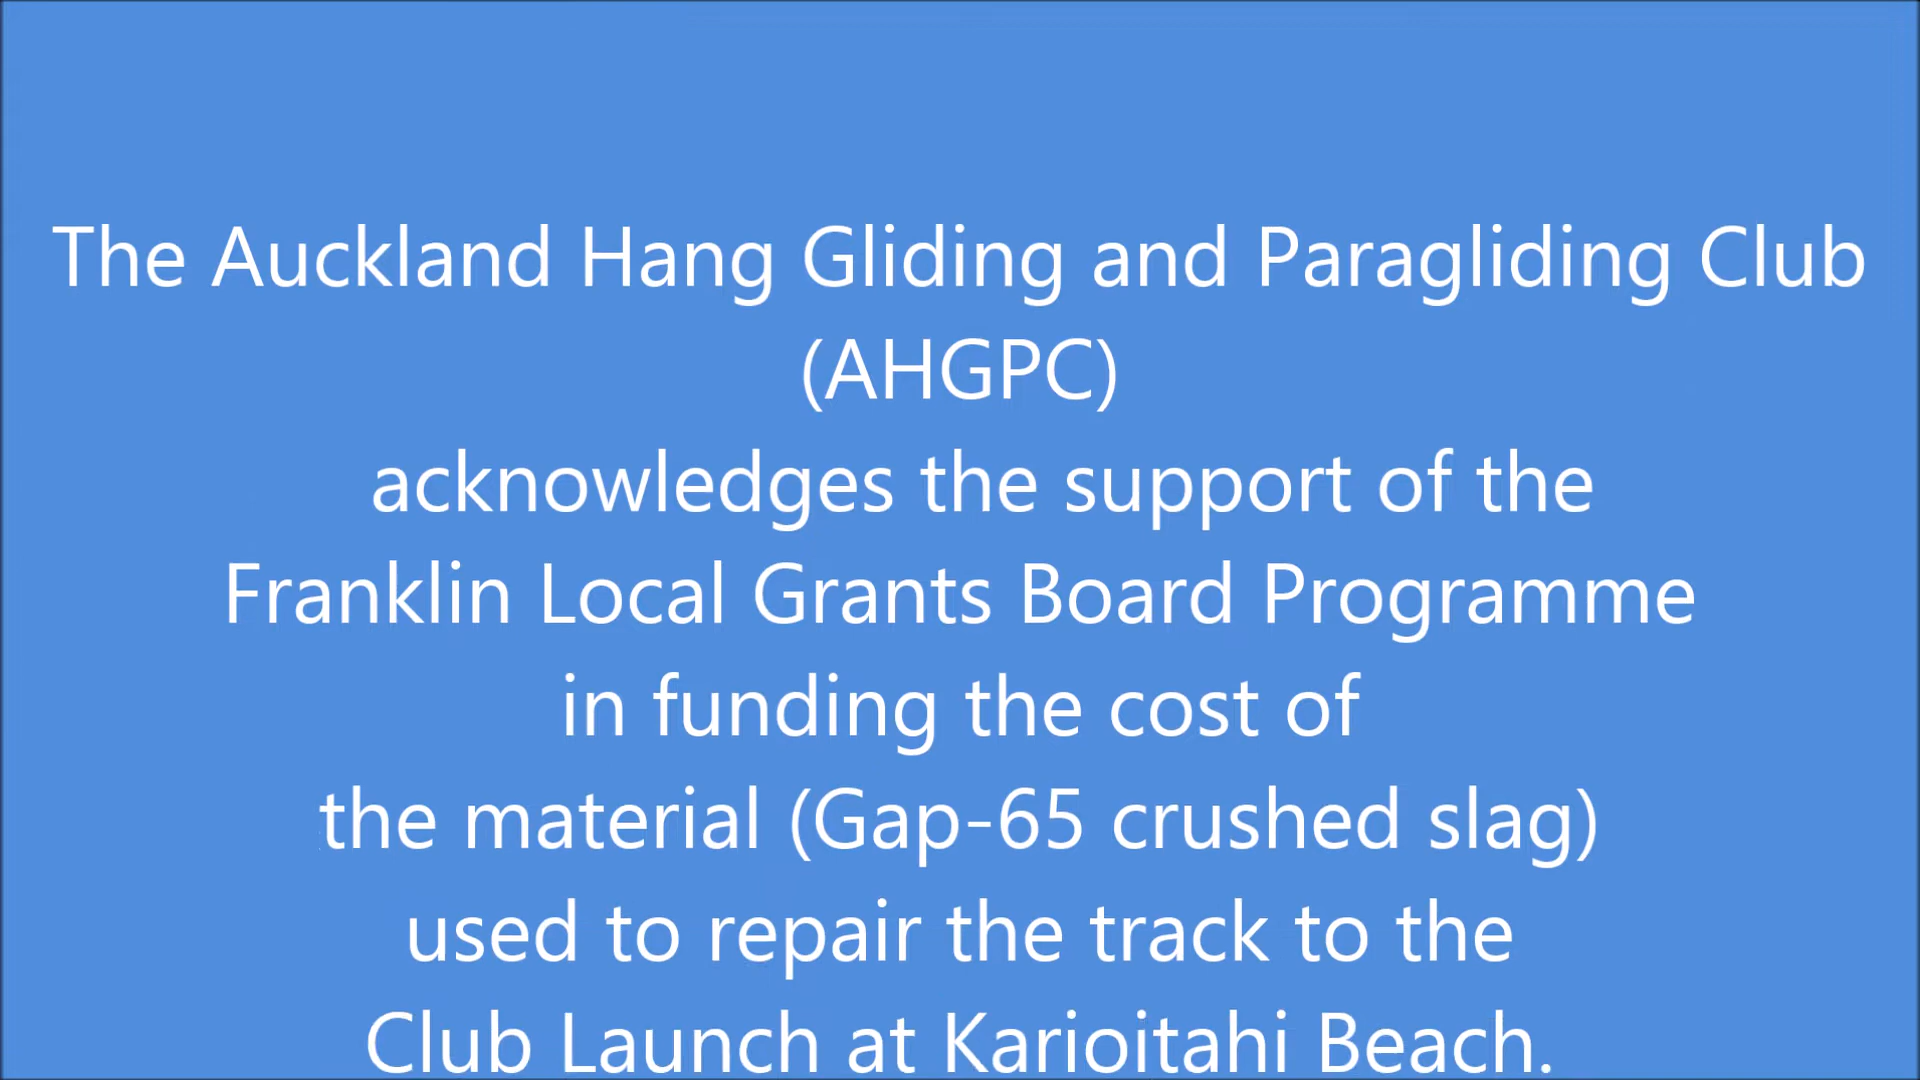 The Auckland Hang Gliding and Paragliding Club
(AHGPC)
acknowledges the support of the
Franklin Local Grants Board Programme
in funding the cost of
the material (Gap-65 crushed slag)
used to repair the track to the
Club Launch at Karioitahi Beach.